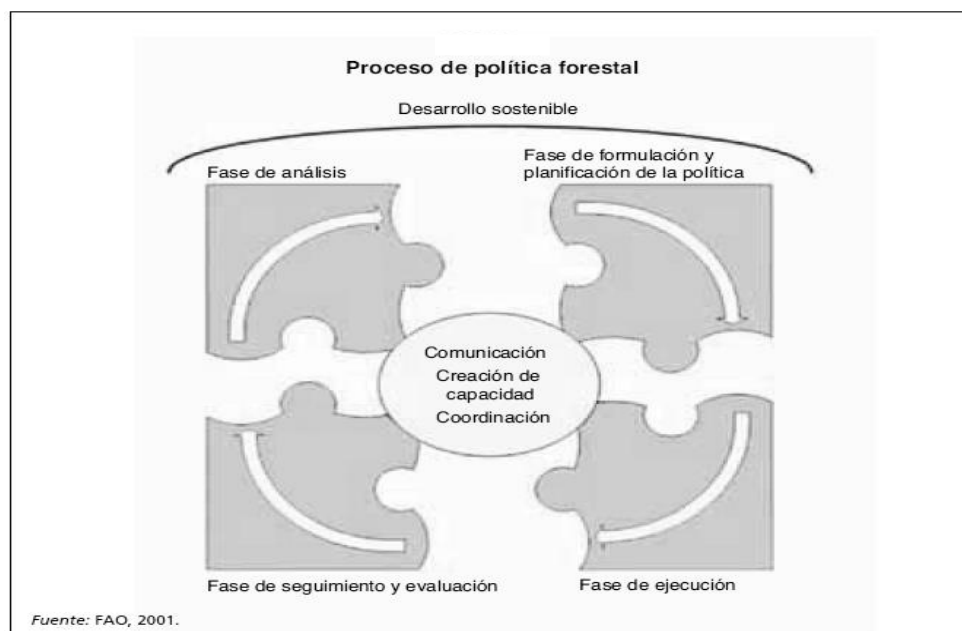 Proceso de política forestal
Desarrollo sostenible
Fase de análisis
Fase de formulación y
planificación de la política
Comunicación
Creación de
capacidad
Coordinación
Fase de seguimiento y evaluación
Fase de ejecución
Fuente: FAO, 2001.